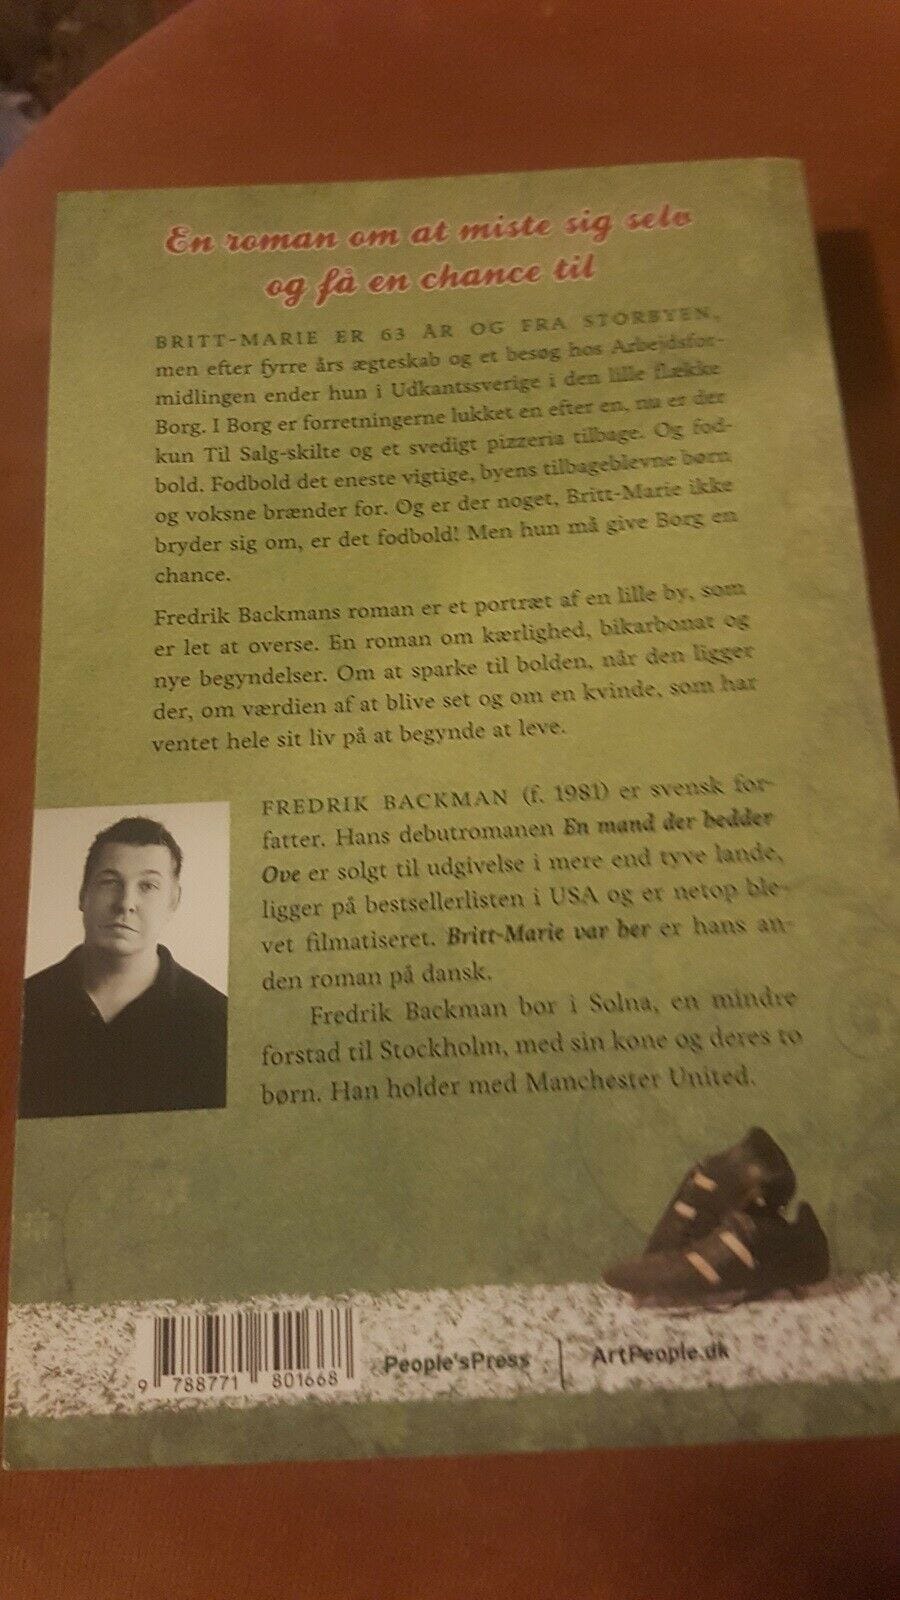 En roman om at miste sig selv
og få en chance til
BRITT-MARIE ER 63 ÅR OG FRA STORBYEN,
men efter fyrre års ægteskab og et besøg hos Arbejdsfor-
midlingen ender hun i Udkantssverige i den lille flække
Borg. I Borg er forretningerne lukket en efter en, nu er der
kun Til Salg-skilte og et svedigt pizzeria tilbage. Og fod-
bold. Fodbold det eneste vigtige, byens tilbageblevne børn
og voksne brænder for. Og er der noget, Britt-Marie ikke
bryder sig om, er det fodbold! Men hun må give Borg en
chance.
Fredrik Backmans roman er et portræt af en lille by, som
er let at overse. En roman om kærlighed, bikarbonat og
nye begyndelser. Om at sparke til bolden, når den ligger
der, om værdien af at blive set og om en kvinde, som har
ventet hele sit liv på at begynde at leve.
FREDRIK BACKMAN (f. 1981) er svensk for-
fatter. Hans debutromanen En mand der hedder
Ove er solgt til udgivelse i mere end tyve lande,
ligger på bestsellerlisten i USA og er netop ble-
vet filmatiseret. Britt-Marie var her er hans an-
den roman på dansk.
Fredrik Backman bor i Solna, en mindre
forstad til Stockholm, med sin kone og deres to
børn. Han holder med Manchester United.
9 788771 801668
People'sPress | ArtPeople.dk